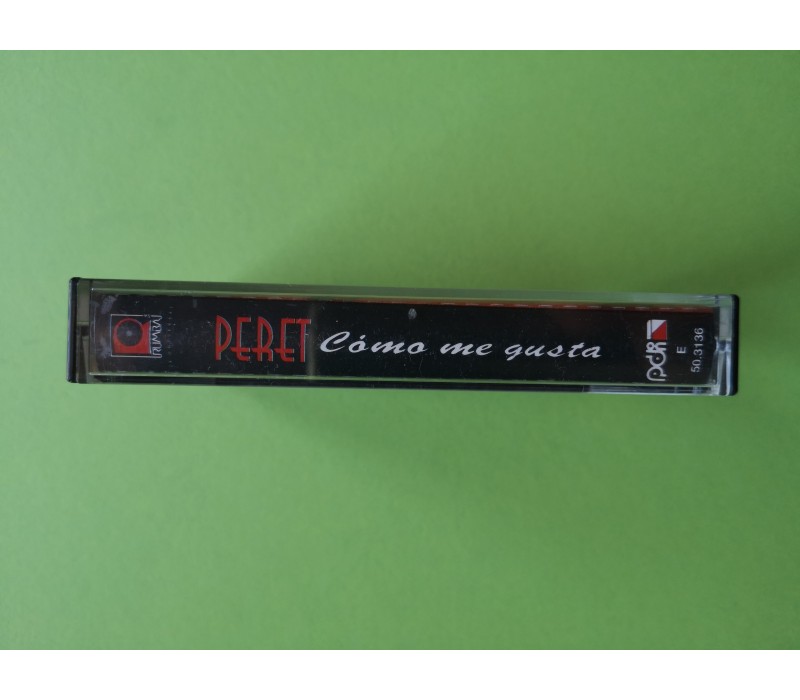 PERET Cómo me gusta
pdi
E
50.3136